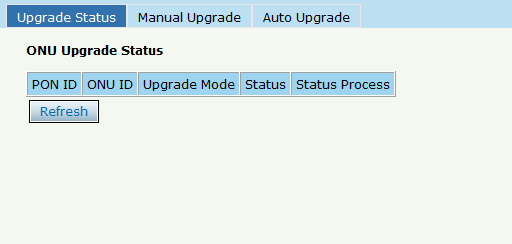 Upgrade Status Manual Upgrade Auto Upgrade
ONU Upgrade Status
PON ID ONU ID Upgrade Mode Status Status Process
Refresh